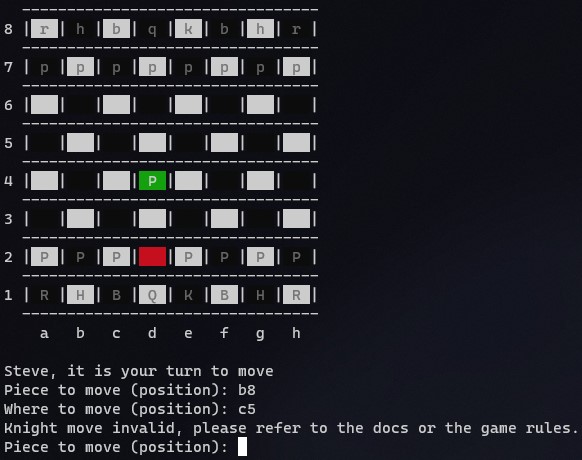 8 |r|h|b|q|k|b|h|r|
7 |p|p|p|p|p|p|p|p|
6 | | | | | | | | |
5 | | | | | | | | |
4 | | | |P| | | | |
3 | | | | | | | | |
2 |P|P|P| |P|P|P|P|
1 |R|H|B|Q|K|B|H|R|
a b c d e f g h
Steve, it is your turn to move
Piece to move (position): b8
Where to move (position): c5
Knight move invalid, please refer to the docs or the game rules.
Piece to move (position):